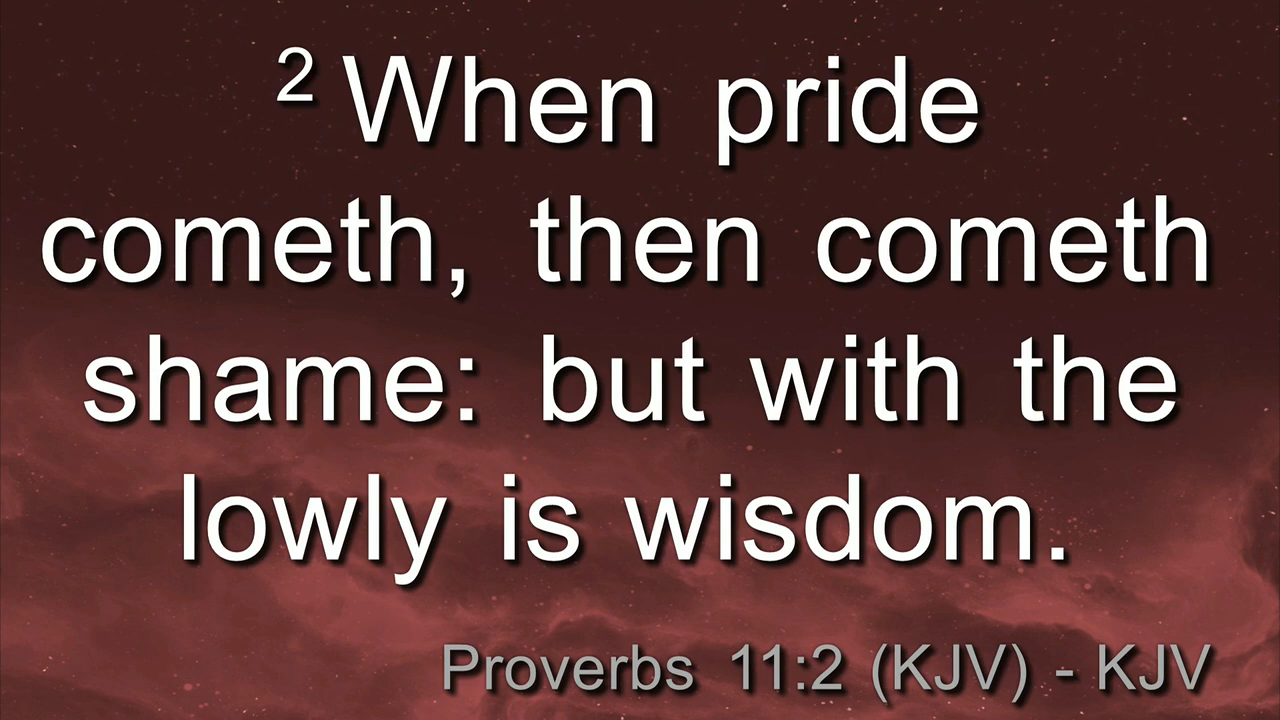 2 When pride
cometh, then cometh
shame: but with the
lowly is wisdom.
Proverbs 11:2 (KJV) - KJV